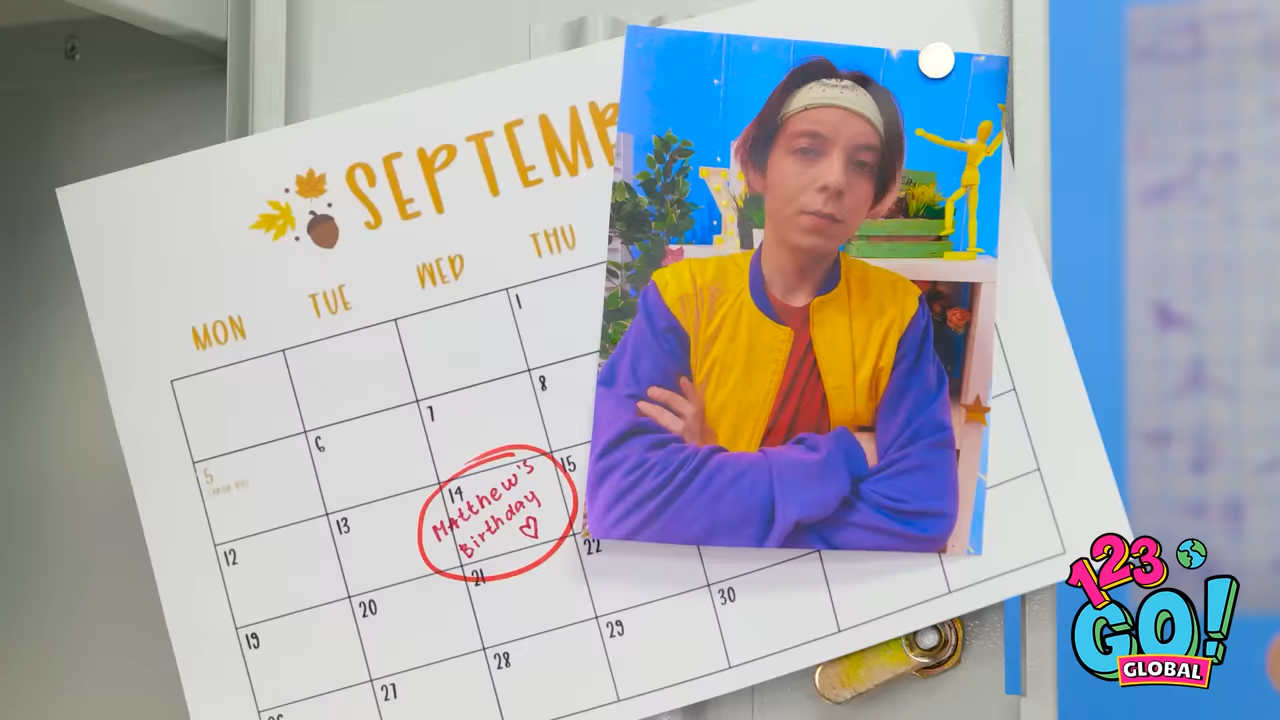 SEPTEMB
MON TUE WED THU
1
5 6 7 8
12 13 14 15
Matthew's
Birthday
19 20 21 22
26 27 28 29 30
123
GO!
GLOBAL